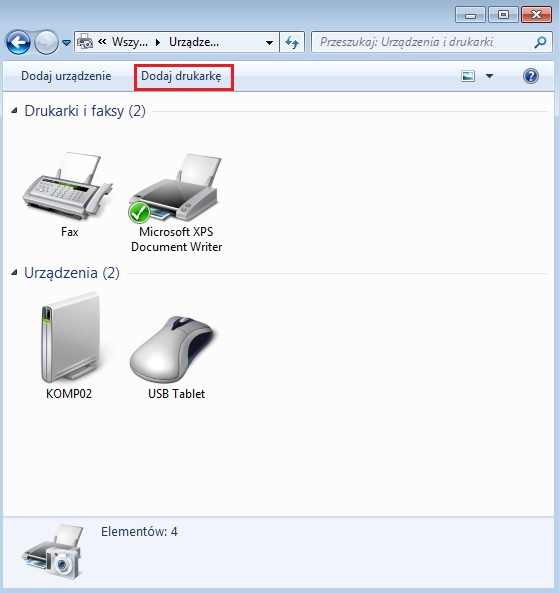 Wszy... Urządze...
Przeszukaj: Urządzenia i drukarki
Dodaj urządzenie Dodaj drukarkę
Drukarki i faksy (2)
Fax
Microsoft XPS
Document Writer
Urządzenia (2)
KOMP02
USB Tablet
Elementów: 4